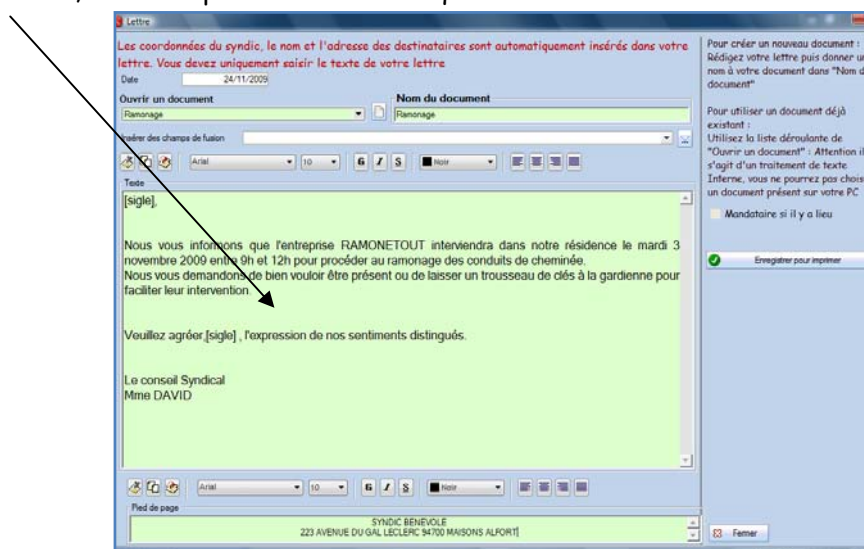 Lettre
Les coordonnées du syndic, le nom et l'adresse des destinataires sont automatiquement insérés dans votre
lettre. Vous devez uniquement saisir le texte de votre lettre
Date 24/11/2009
Ouvrir un document Nom du document
Ramonage Ramonage
Insérer des champs de fusion
Arial 10 G I S Noir
Texte
[sigle],
Nous vous informons que l'entreprise RAMONETOUT interviendra dans notre résidence le mardi 3
novembre 2009 entre 9h et 12h pour procéder au ramonage des conduits de cheminée.
Nous vous demandons de bien vouloir être présent ou de laisser un trousseau de clés à la gardienne pour
faciliter leur intervention.
Veuillez agréer,[sigle] , l'expression de nos sentiments distingués.
Le conseil Syndical
Mme DAVID
Arial 10 G I S Noir
Pied de page
SYNDIC BENEVOLE
223 AVENUE DU GAL LECLERC 94700 MAISONS ALFORT
Pour créer un nouveau document :
Rédigez votre lettre puis donner un
nom à votre document dans "Nom d
document"
Pour utiliser un document déjà
existant :
Utilisez la liste déroulante de
"Ouvrir un document" : Attention il
s'agit d'un traitement de texte
Interne, vous ne pourrez pas chois
un document présent sur votre PC
Mandataire si il y a lieu
Enregistrer pour imprimer
Fermer